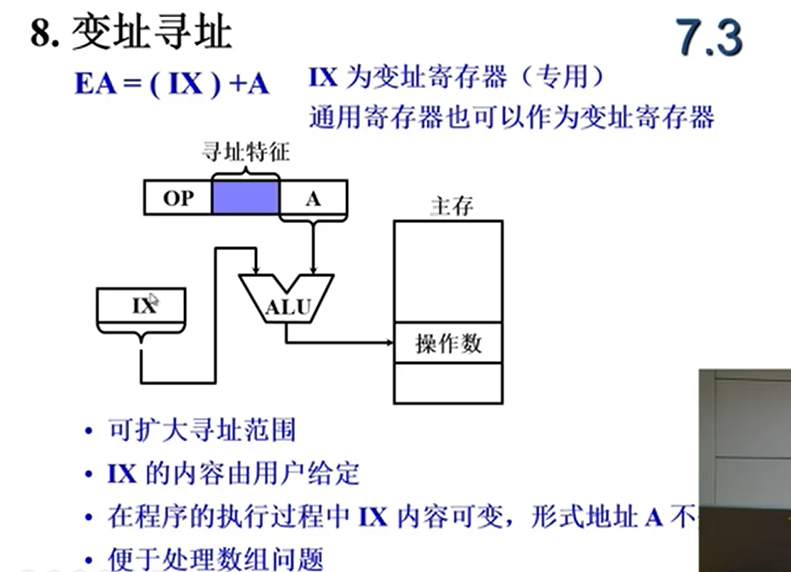 8. 变址寻址
7.3
EA = ( IX ) +A
IX 为变址寄存器（专用）
通用寄存器也可以作为变址寄存器
寻址特征
OP
A
主存
IX
ALU
操作数
• 可扩大寻址范围
• IX 的内容由用户给定
• 在程序的执行过程中 IX 内容可变，形式地址 A 不
• 便于处理数组问题